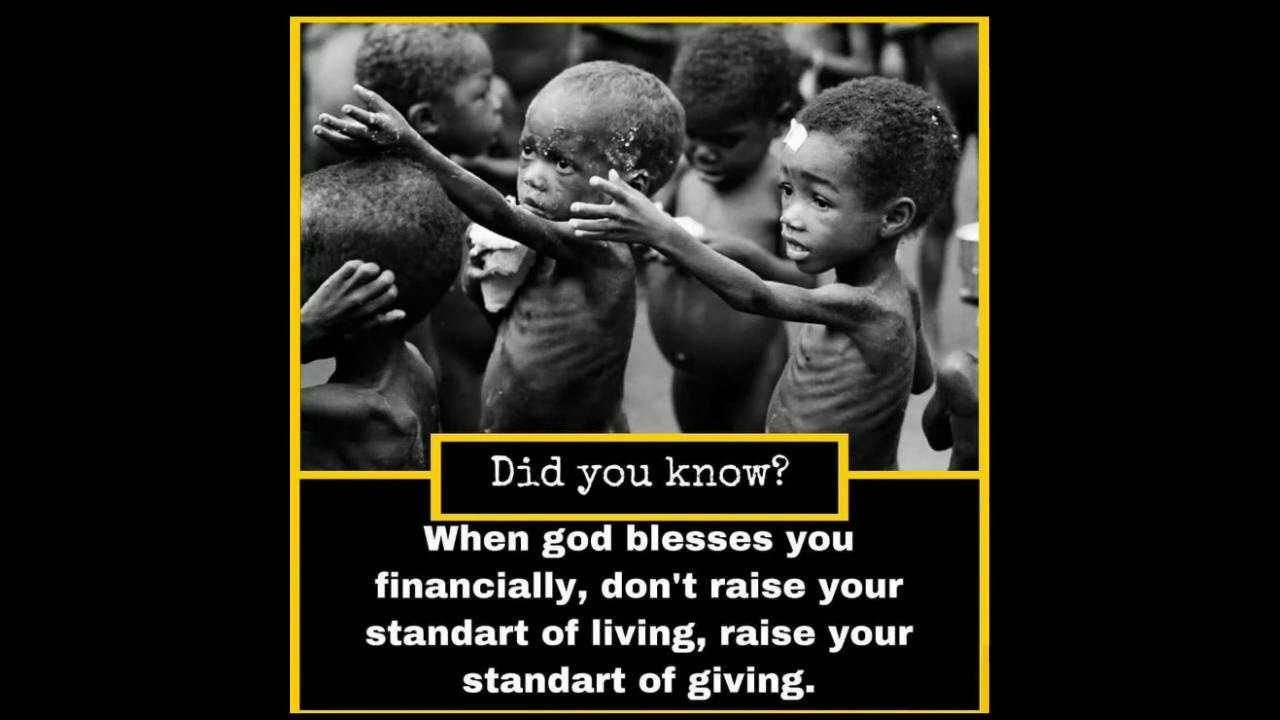 Did you know?
When god blesses you
financially, don't raise your
standart of living, raise your
standart of giving.